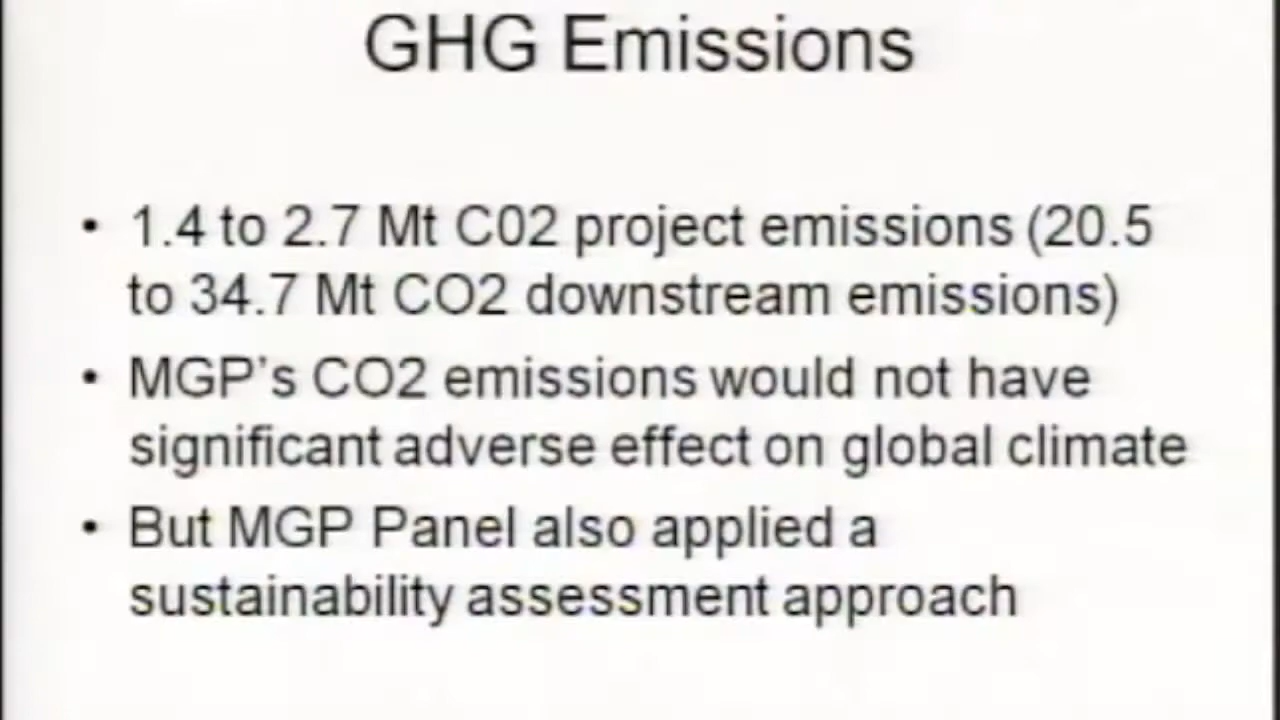 GHG Emissions
• 1.4 to 2.7 Mt C02 project emissions (20.5
to 34.7 Mt CO2 downstream emissions)
• MGP's CO2 emissions would not have
significant adverse effect on global climate
• But MGP Panel also applied a
sustainability assessment approach